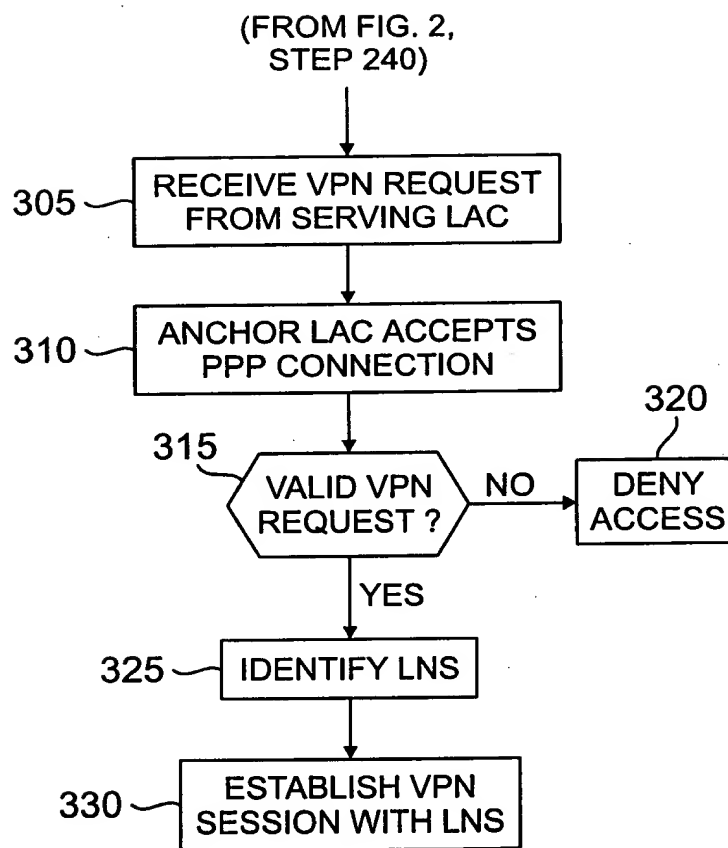 (FROM FIG. 2,
STEP 240)
305
RECEIVE VPN REQUEST
FROM SERVING LAC
310
ANCHOR LAC ACCEPTS
PPP CONNECTION
315
VALID VPN
REQUEST ?
NO
320
DENY
ACCESS
YES
325
IDENTIFY LNS
330
ESTABLISH VPN
SESSION WITH LNS